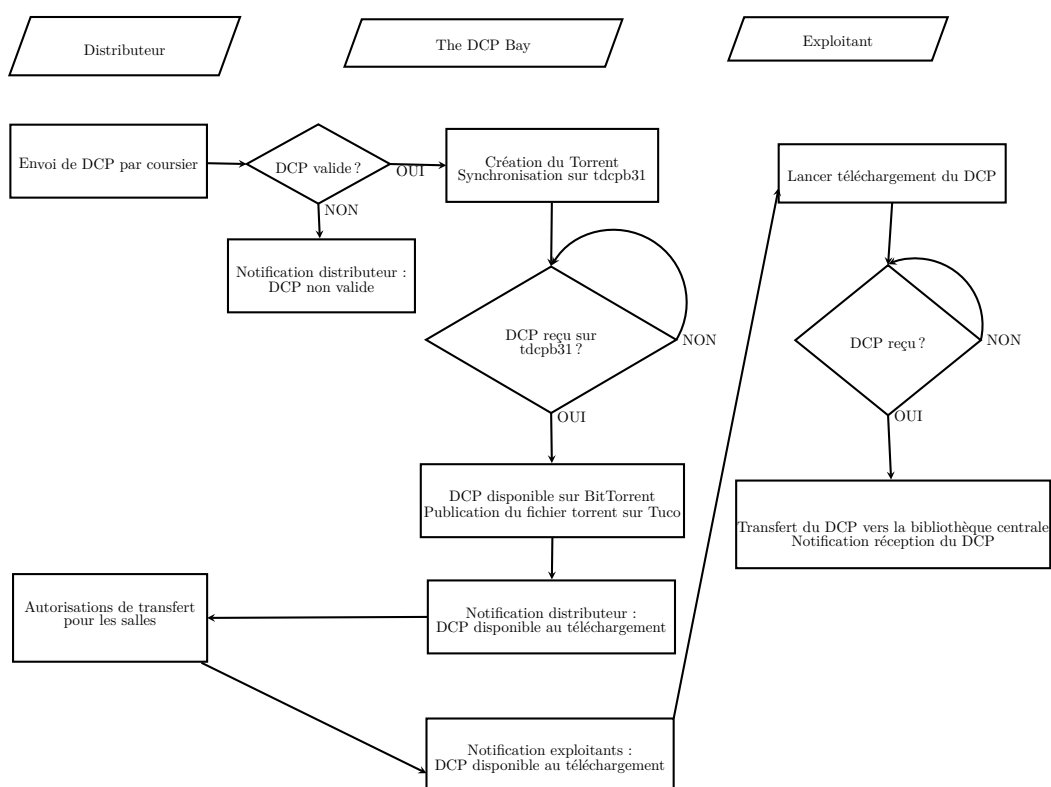 Distributeur
The DCP Bay
Exploitant
Envoi de DCP par coursier
DCP valide ?
OUI
NON
Création du Torrent
Synchronisation sur tdcpb31
Lancer téléchargement du DCP
Notification distributeur :
DCP non valide
DCP reçu sur
tdcpb31 ?
NON
OUI
DCP reçu ?
NON
OUI
DCP disponible sur BitTorrent
Publication du fichier torrent sur Tuco
Transfert du DCP vers la bibliothèque centrale
Notification réception du DCP
Autorisations de transfert
pour les salles
Notification distributeur :
DCP disponible au téléchargement
Notification exploitants :
DCP disponible au téléchargement